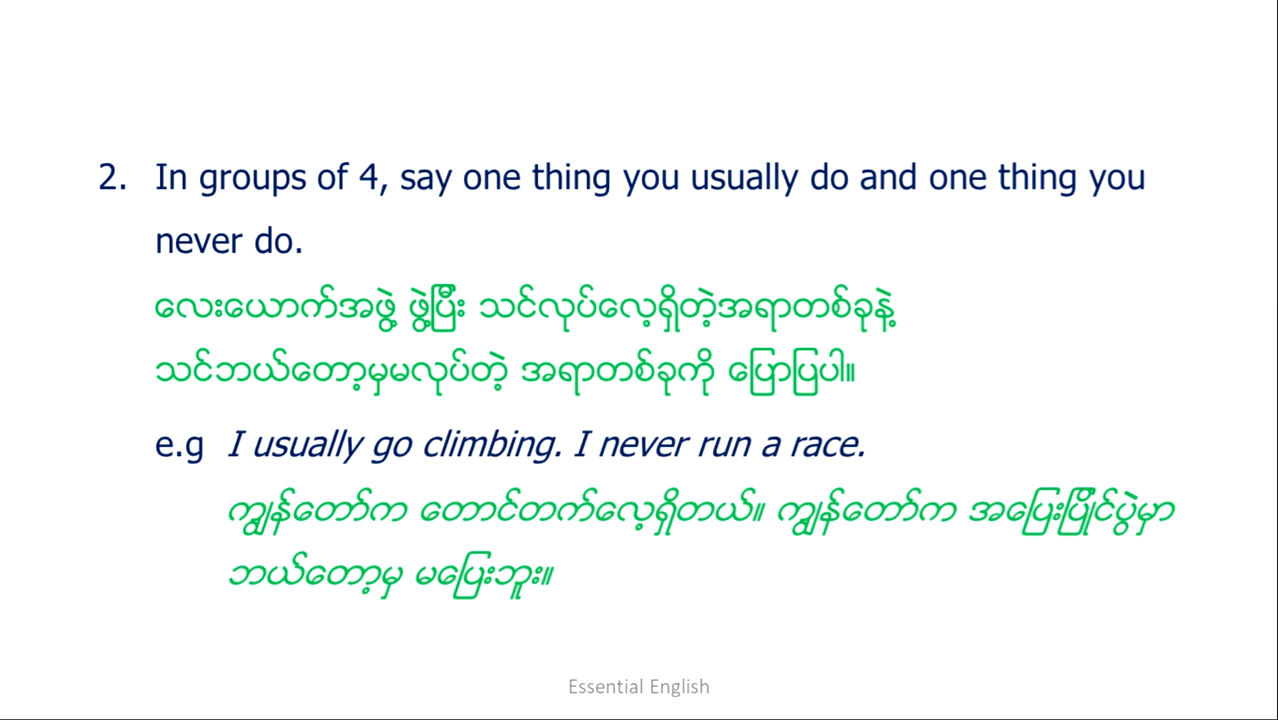 2. In groups of 4, say one thing you usually do and one thing you
never do.
လေးယောက်အဖွဲ့ ဖွဲ့ပြီး သင်လုပ်လေ့ရှိတဲ့အရာတစ်ခုနဲ့
သင်ဘယ်တော့မှမလုပ်တဲ့ အရာတစ်ခုကို ပြောပြပါ။
e.g I usually go climbing. I never run a race.
ကျွန်တော်က တောင်တက်လေ့ရှိတယ်။ ကျွန်တော်က အပြေးပြိုင်ပွဲမှာ
ဘယ်တော့မှ မပြေးဘူး။
Essential English